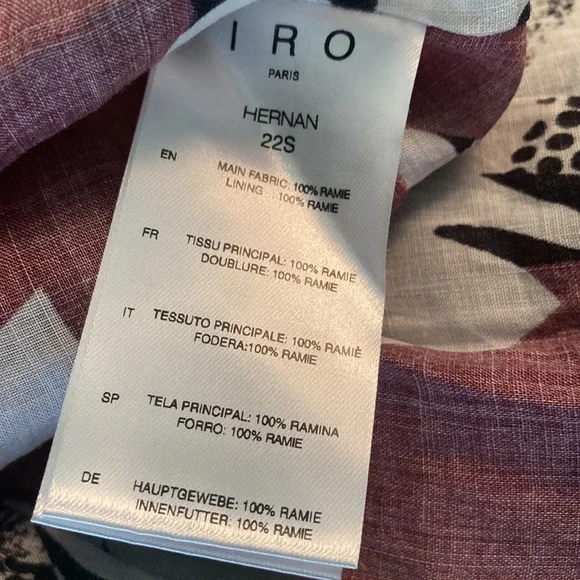 IRO
PARIS
HERNAN
22S
EN MAIN FABRIC: 100% RAMIE
LINING : 100% RAMIE
FR TISSU PRINCIPAL: 100% RAMIE
DOUBLURE: 100% RAMIE
IT TESSUTO PRINCIPALE: 100% RAMIÈ
FODERA:100% RAMIE
SP TELA PRINCIPAL: 100% RAMINA
FORRO: 100% RAMIE
DE HAUPTGEWEBE: 100% RAMIE
INNENFUTTER: 100% RAMIE